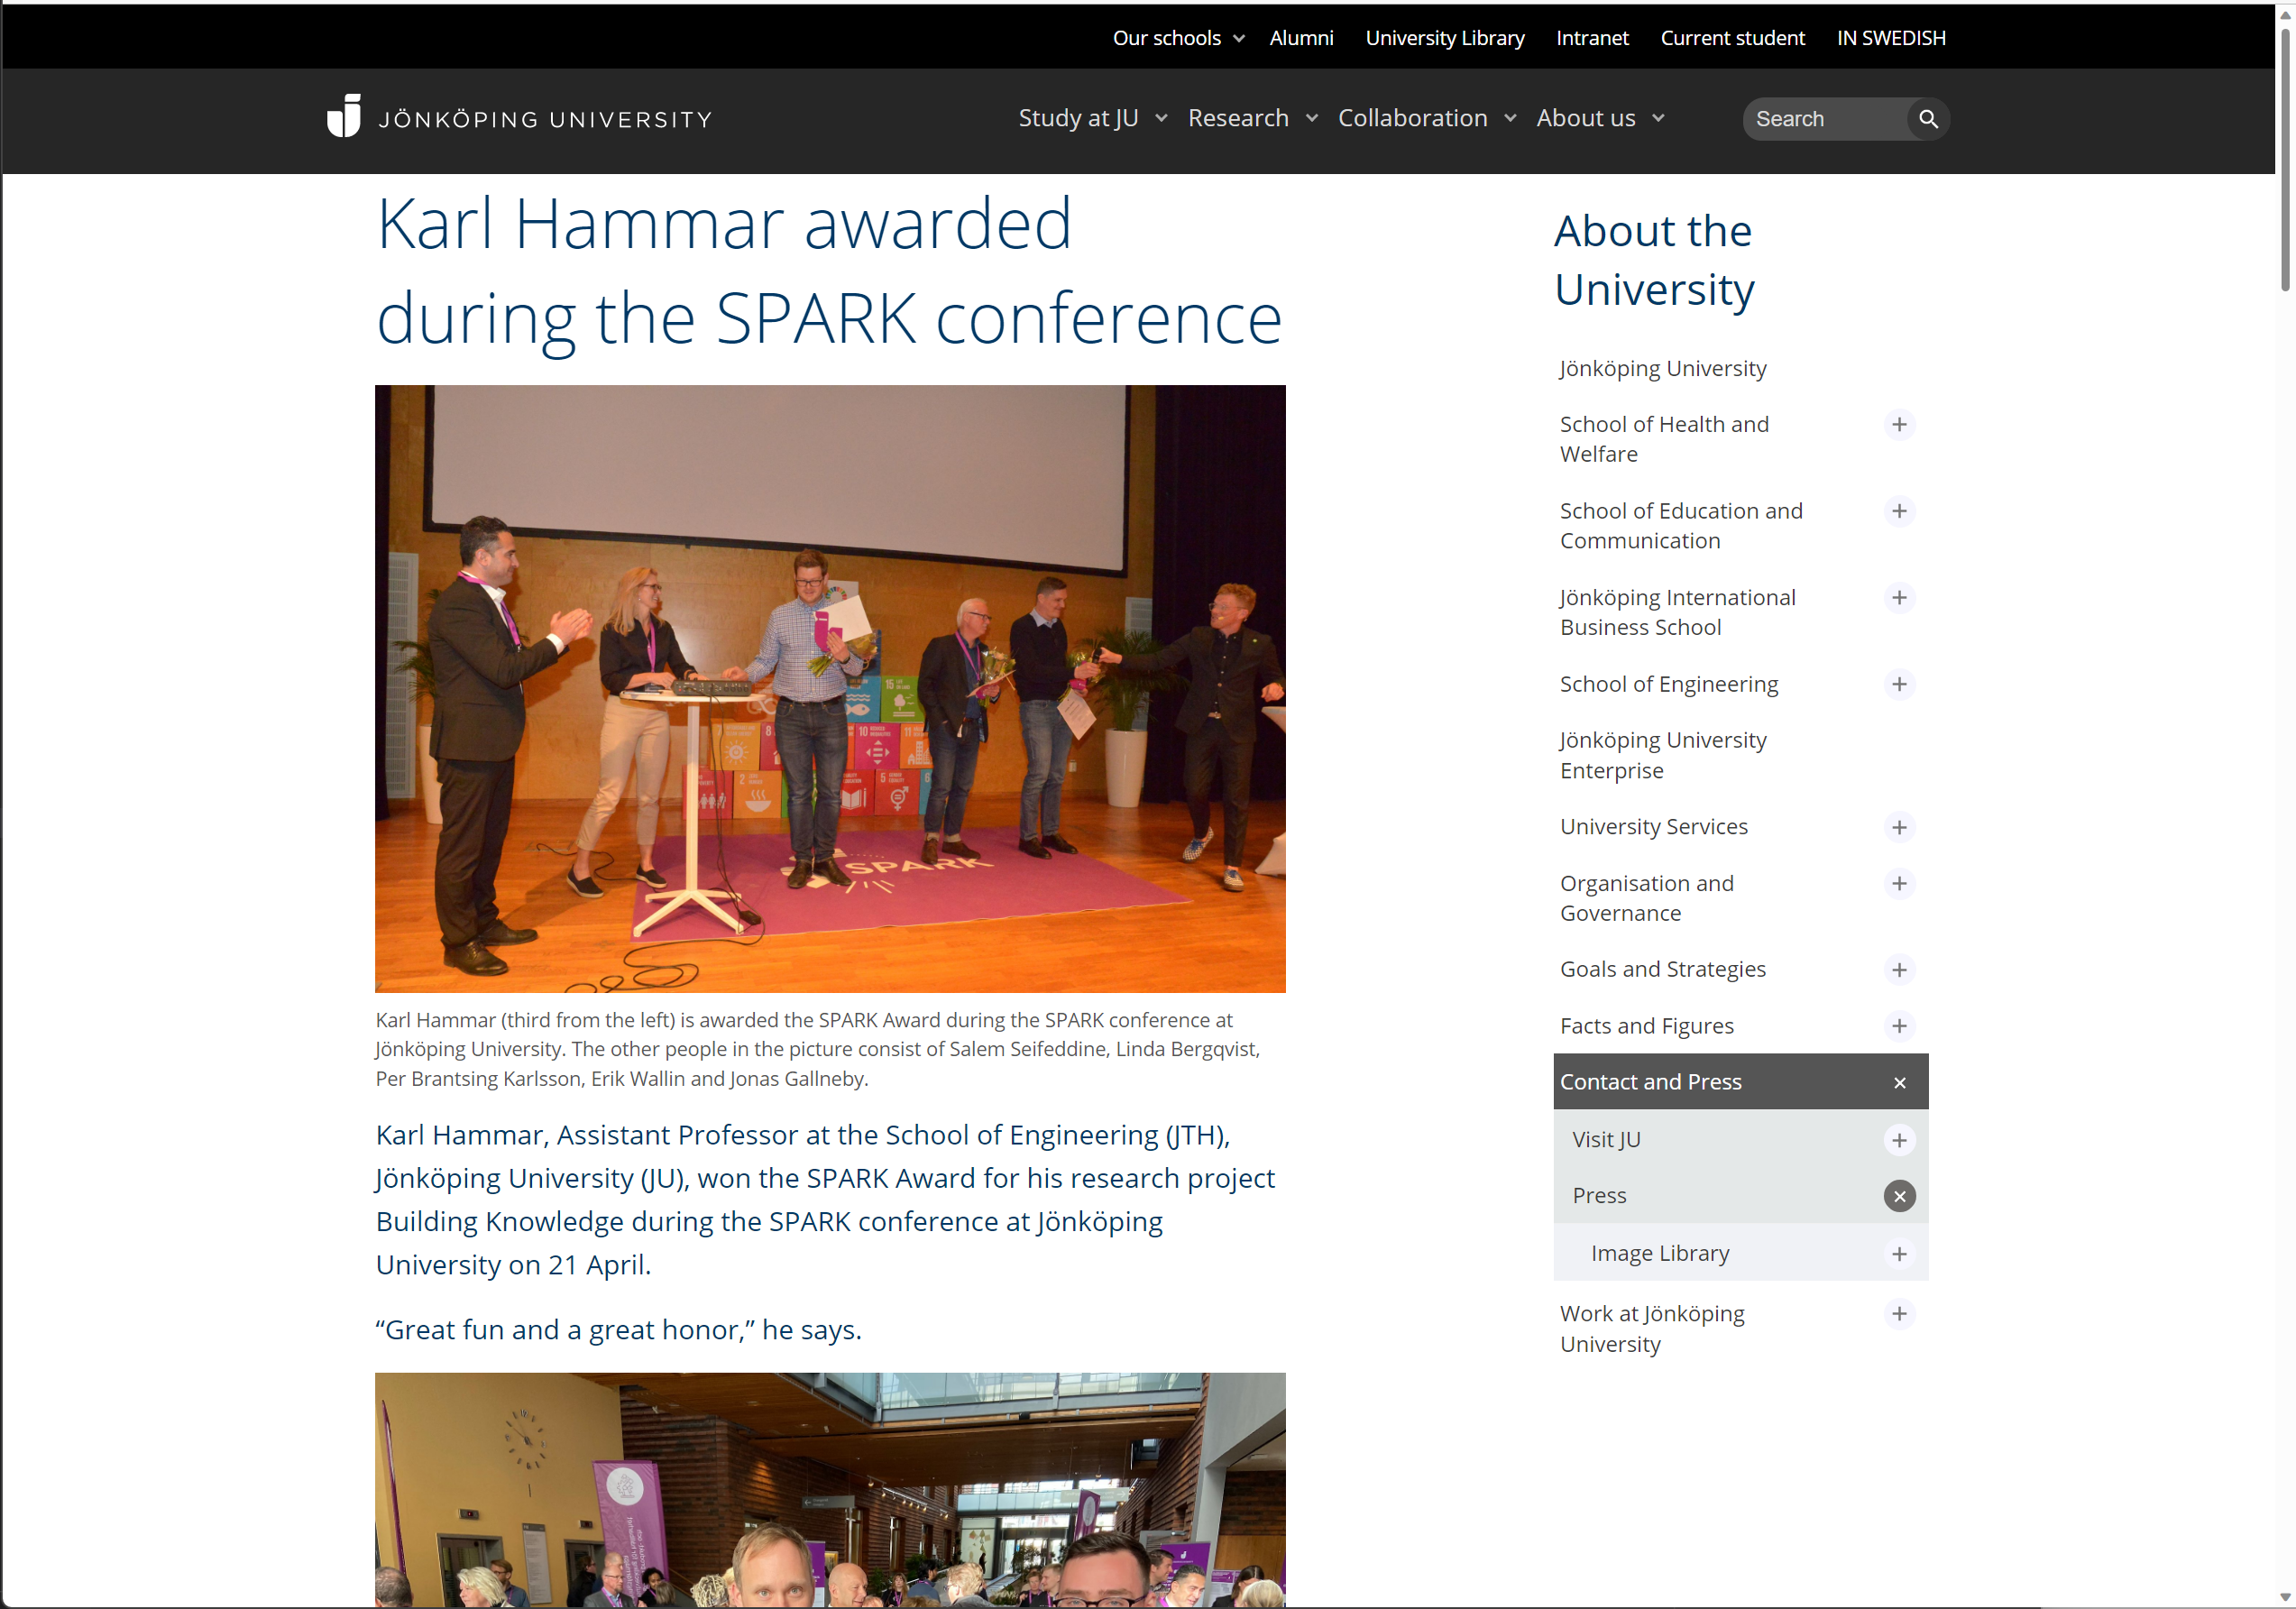 Our schools Alumni University Library Intranet Current student IN SWEDISH
JÖNKÖPING UNIVERSITY
Study at JU Research Collaboration About us Search
Karl Hammar awarded
during the SPARK conference
15
8
10
11
2
5
SPARK
Karl Hammar (third from the left) is awarded the SPARK Award during the SPARK conference at
Jönköping University. The other people in the picture consist of Salem Seifeddine, Linda Bergqvist,
Per Brantsing Karlsson, Erik Wallin and Jonas Gallneby.
Karl Hammar, Assistant Professor at the School of Engineering (JTH),
Jönköping University (JU), won the SPARK Award for his research project
Building Knowledge during the SPARK conference at Jönköping
University on 21 April.
“Great fun and a great honor,” he says.
About the
University
Jönköping University
School of Health and
Welfare
School of Education and
Communication
Jönköping International
Business School
School of Engineering
Jönköping University
Enterprise
University Services
Organisation and
Governance
Goals and Strategies
Facts and Figures
Contact and Press
Visit JU
Press
Image Library
Work at Jönköping
University